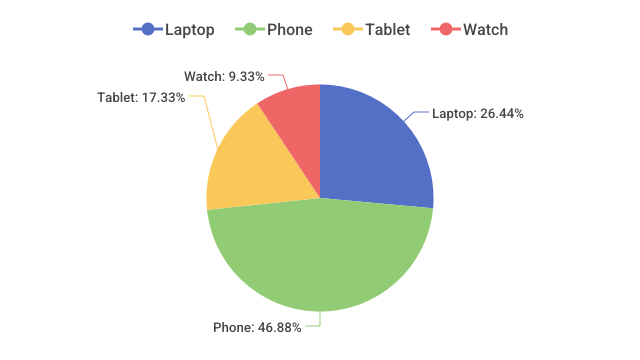 Laptop Phone Tablet Watch
Watch: 9.33%
Tablet: 17.33%
Laptop: 26.44%
Phone: 46.88%